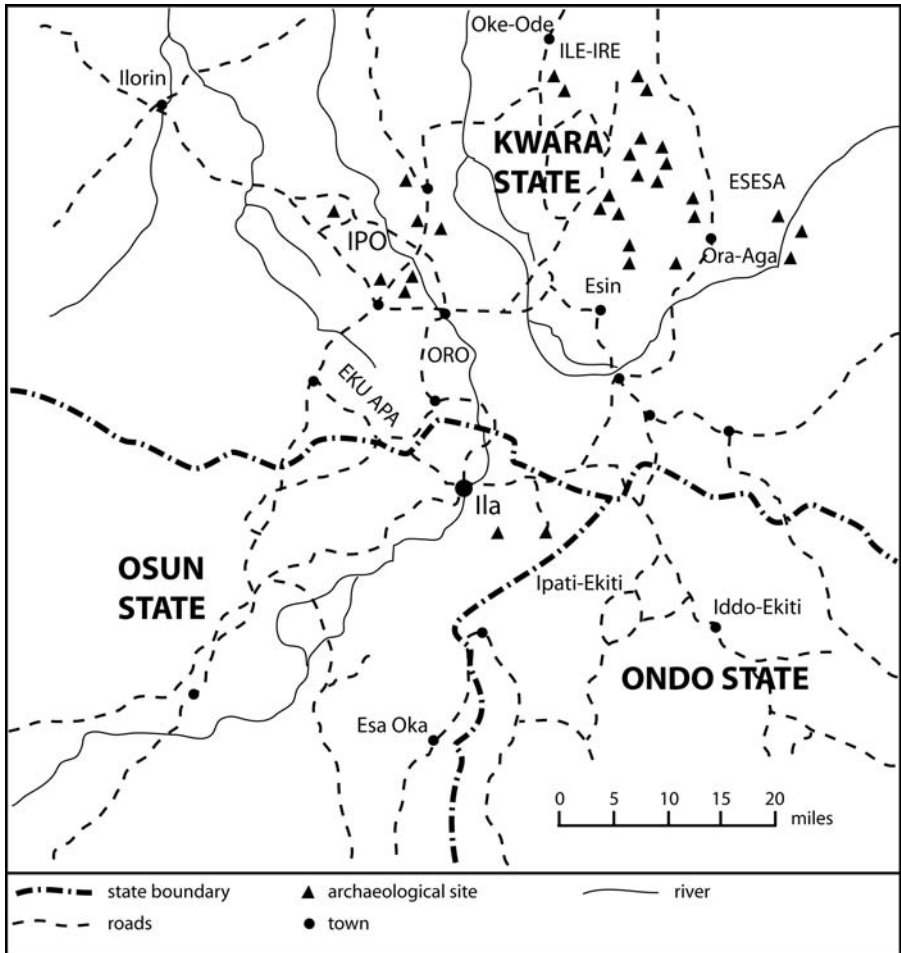 Oke-Ode
ILE-IRE
Ilorin
KWARA
STATE
ESESA
IPO
Ora-Aga
Esin
ORO
EKU APA
Ila
OSUN
STATE
Ipati-Ekiti
Iddo-Ekiti
ONDO STATE
Esa Oka
0 5 10 15 20
miles
state boundary
archaeological site
river
roads
town